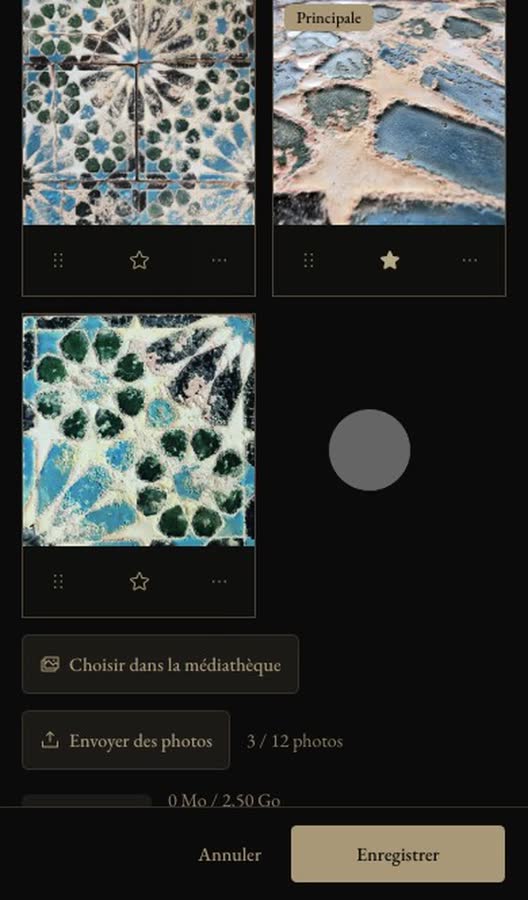 Principale
Choisir dans la médiathèque
Envoyer des photos
3 / 12 photos
0 Mo / 2,50 Go
Annuler
Enregistrer